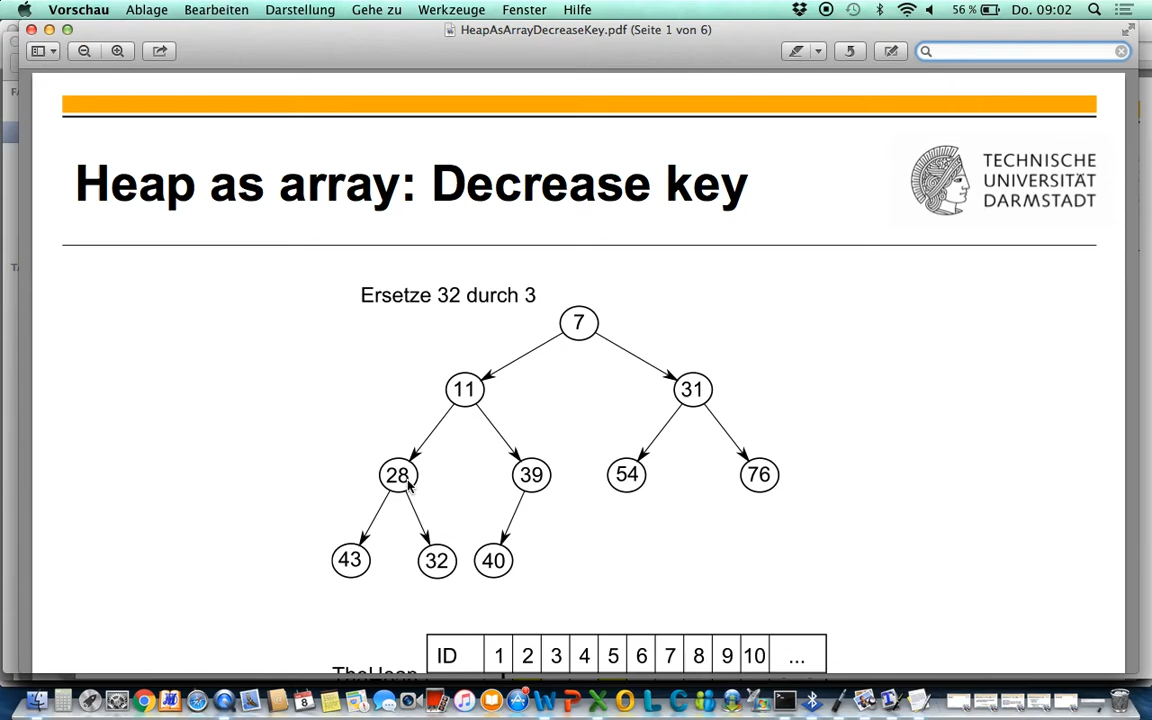 Vorschau Ablage Bearbeiten Darstellung Gehe zu Werkzeuge Fenster Hilfe 56 % Do. 09:02
HeapAsArrayDecreaseKey.pdf (Seite 1 von 6)
Heap as array: Decrease key
TECHNISCHE
UNIVERSITÄT
DARMSTADT
Ersetze 32 durch 3
7
11 31
28 39 54 76
43 32 40
ID 1 2 3 4 5 6 7 8 9 10 ...
TheHeap